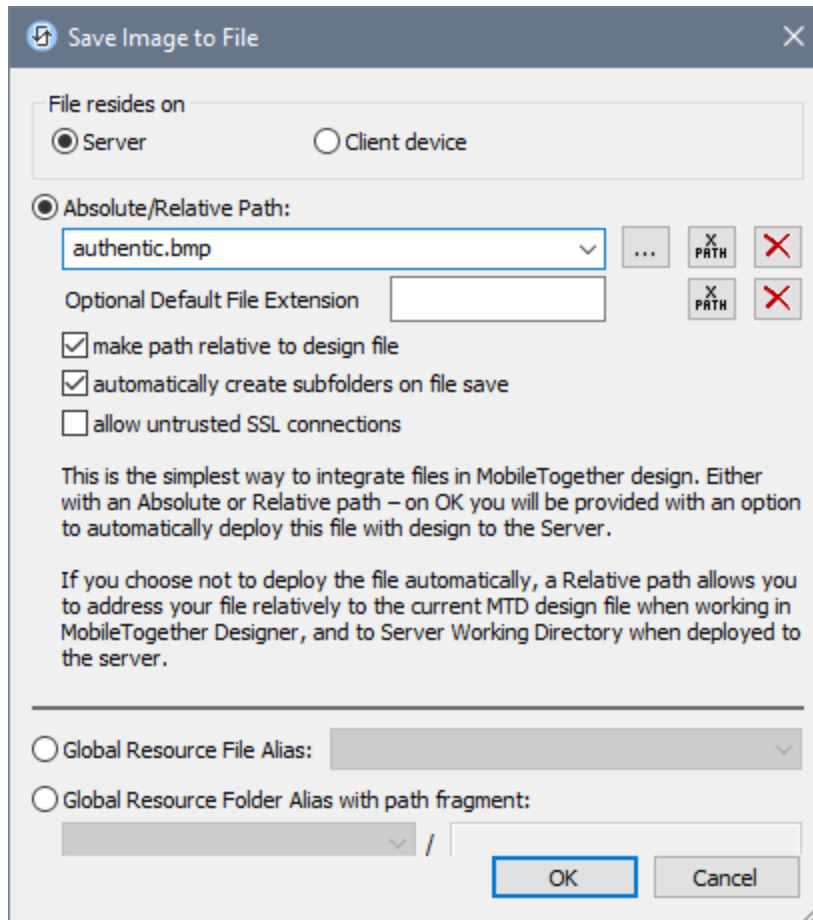 Save Image to File
File resides on
Server
Client device
Absolute/Relative Path:
authentic.bmp
...
X
PATH
Optional Default File Extension
X
PATH
make path relative to design file
automatically create subfolders on file save
allow untrusted SSL connections
This is the simplest way to integrate files in MobileTogether design. Either
with an Absolute or Relative path – on OK you will be provided with an option
to automatically deploy this file with design to the Server.
If you choose not to deploy the file automatically, a Relative path allows you
to address your file relatively to the current MTD design file when working in
MobileTogether Designer, and to Server Working Directory when deployed to
the server.
Global Resource File Alias:
Global Resource Folder Alias with path fragment:
/
OK
Cancel